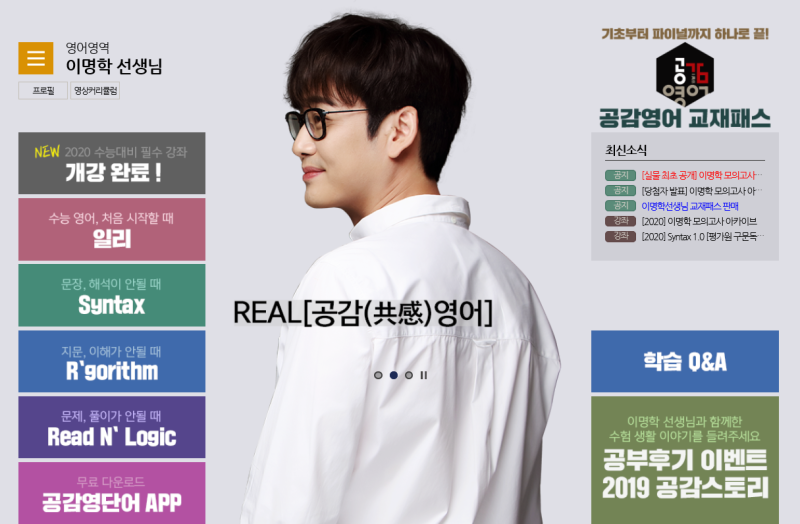 영어영역
이명학 선생님
프로필
영상커리큘럼
NEW 2020 수능대비 필수 강좌
개강 완료 !
수능 영어, 처음 시작할 때
일리
문장, 해석이 안될 때
Syntax
지문, 이해가 안될 때
R'gorithm
문제, 풀이가 안될 때
Read N' Logic
무료 다운로드
공감영단어 APP
REAL[공감(共感)영어]
기초부터 파이널까지 하나로 끝!
공감
영어
공감영어 교재패스
최신소식
공지 [실물 최초 공개] 이명학 모의고사…
공지 [당첨자 발표] 이명학 모의고사 아…
공지 이명학선생님 교재패스 판매
강좌 [2020] 이명학 모의고사 아카이브
강좌 [2020] Syntax 1.0 [평가원 구문독…
학습 Q&A
이명학 선생님과 함께한
수험 생활 이야기를 들려주세요
공부후기 이벤트
2019 공감스토리